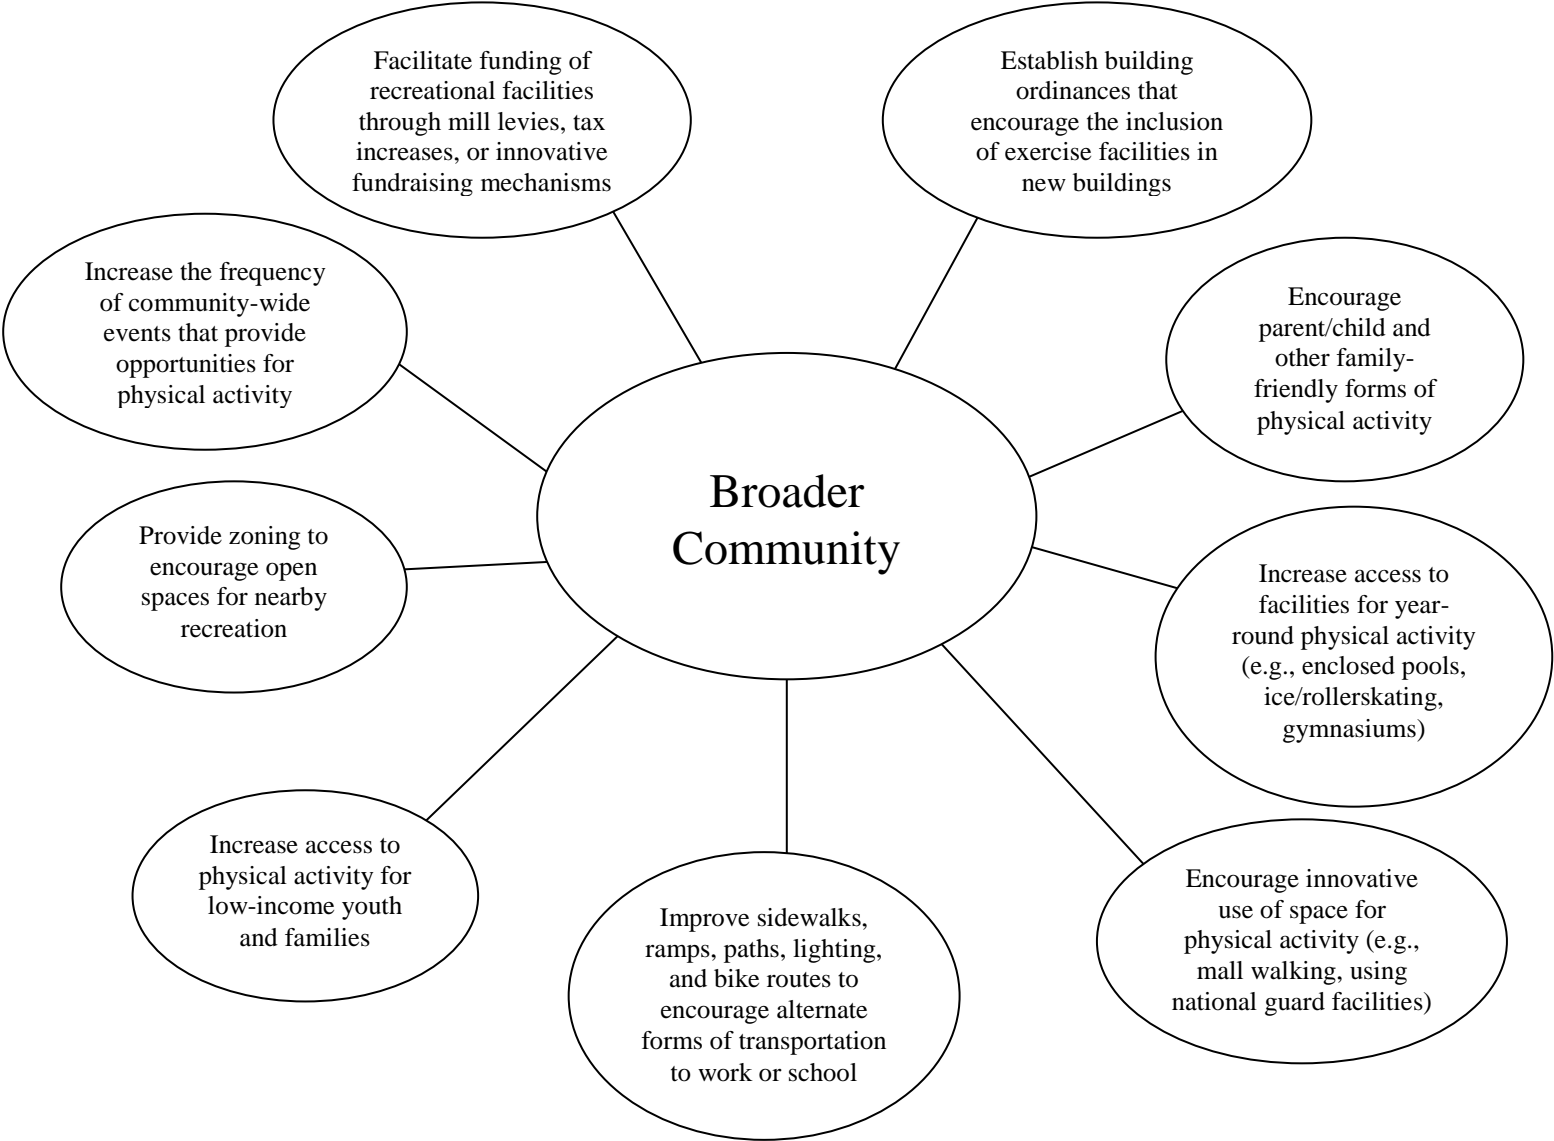 Facilitate funding of
recreational facilities
through mill levies, tax
increases, or innovative
fundraising mechanisms
Establish building
ordinances that
encourage the inclusion
of exercise facilities in
new buildings
Increase the frequency
of community-wide
events that provide
opportunities for
physical activity
Encourage
parent/child and
other family-
friendly forms of
physical activity
Broader
Community
Provide zoning to
encourage open
spaces for nearby
recreation
Increase access to
facilities for year-
round physical activity
(e.g., enclosed pools,
ice/rollerskating,
gymnasiums)
Increase access to
physical activity for
low-income youth
and families
Improve sidewalks,
ramps, paths, lighting,
and bike routes to
encourage alternate
forms of transportation
to work or school
Encourage innovative
use of space for
physical activity (e.g.,
mall walking, using
national guard facilities)